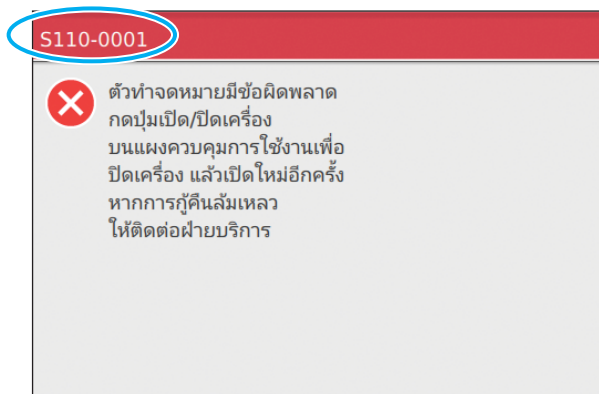 S110-0001
ตัวทำจดหมายมีข้อผิดพลาด
กดปุ่มเปิด/ปิดเครื่อง
บนแผงควบคุมการใช้งานเพื่อ
ปิดเครื่อง แล้วเปิดใหม่อีกครั้ง
หากการกู้คืนล้มเหลว
ให้ติดต่อฝ่ายบริการ